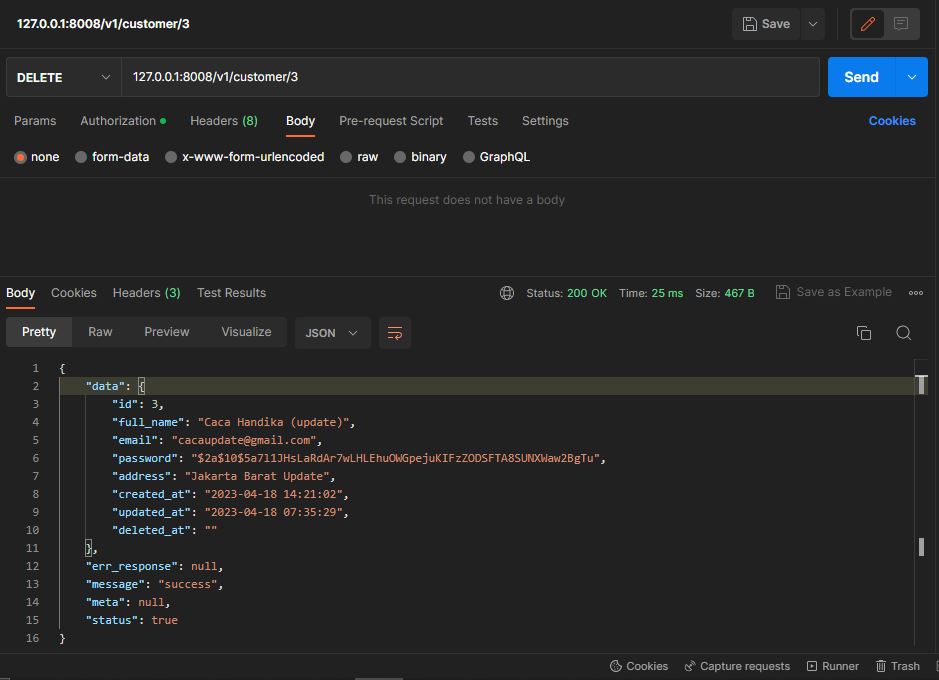 127.0.0.1:8008/v1/customer/3
Save
DELETE
127.0.0.1:8008/v1/customer/3
Send
Params Authorization Headers (8) Body Pre-request Script Tests Settings Cookies
none form-data x-www-form-urlencoded raw binary GraphQL
This request does not have a body
Body Cookies Headers (3) Test Results Status: 200 OK Time: 25 ms Size: 467 B Save as Example
Pretty Raw Preview Visualize JSON
1 {
2 "data": {
3 "id": 3,
4 "full_name": "Caca Handika (update)",
5 "email": "cacaupdate@gmail.com",
6 "password": "$2a$10$5a7l1JHsLaRdAr7wLHLEhuOWGpejuKIFzZODSFTA8SUNXWaw2BgTu",
7 "address": "Jakarta Barat Update",
8 "created_at": "2023-04-18 14:21:02",
9 "updated_at": "2023-04-18 07:35:29",
10 "deleted_at": ""
11 },
12 "err_response": null,
13 "message": "success",
14 "meta": null,
15 "status": true
16 }
Cookies Capture requests Runner Trash